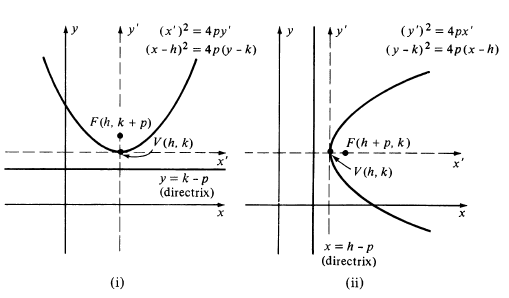 y
y′
(x′)² = 4py′
(x – h)² = 4p(y – k)
F(h, k + p)
V(h, k)
x′
y = k – p
(directrix)
x
(i)
y
y′
(y′)² = 4px′
(y – k)² = 4p(x – h)
F(h + p, k)
x′
V(h, k)
x
x = h – p
(directrix)
(ii)